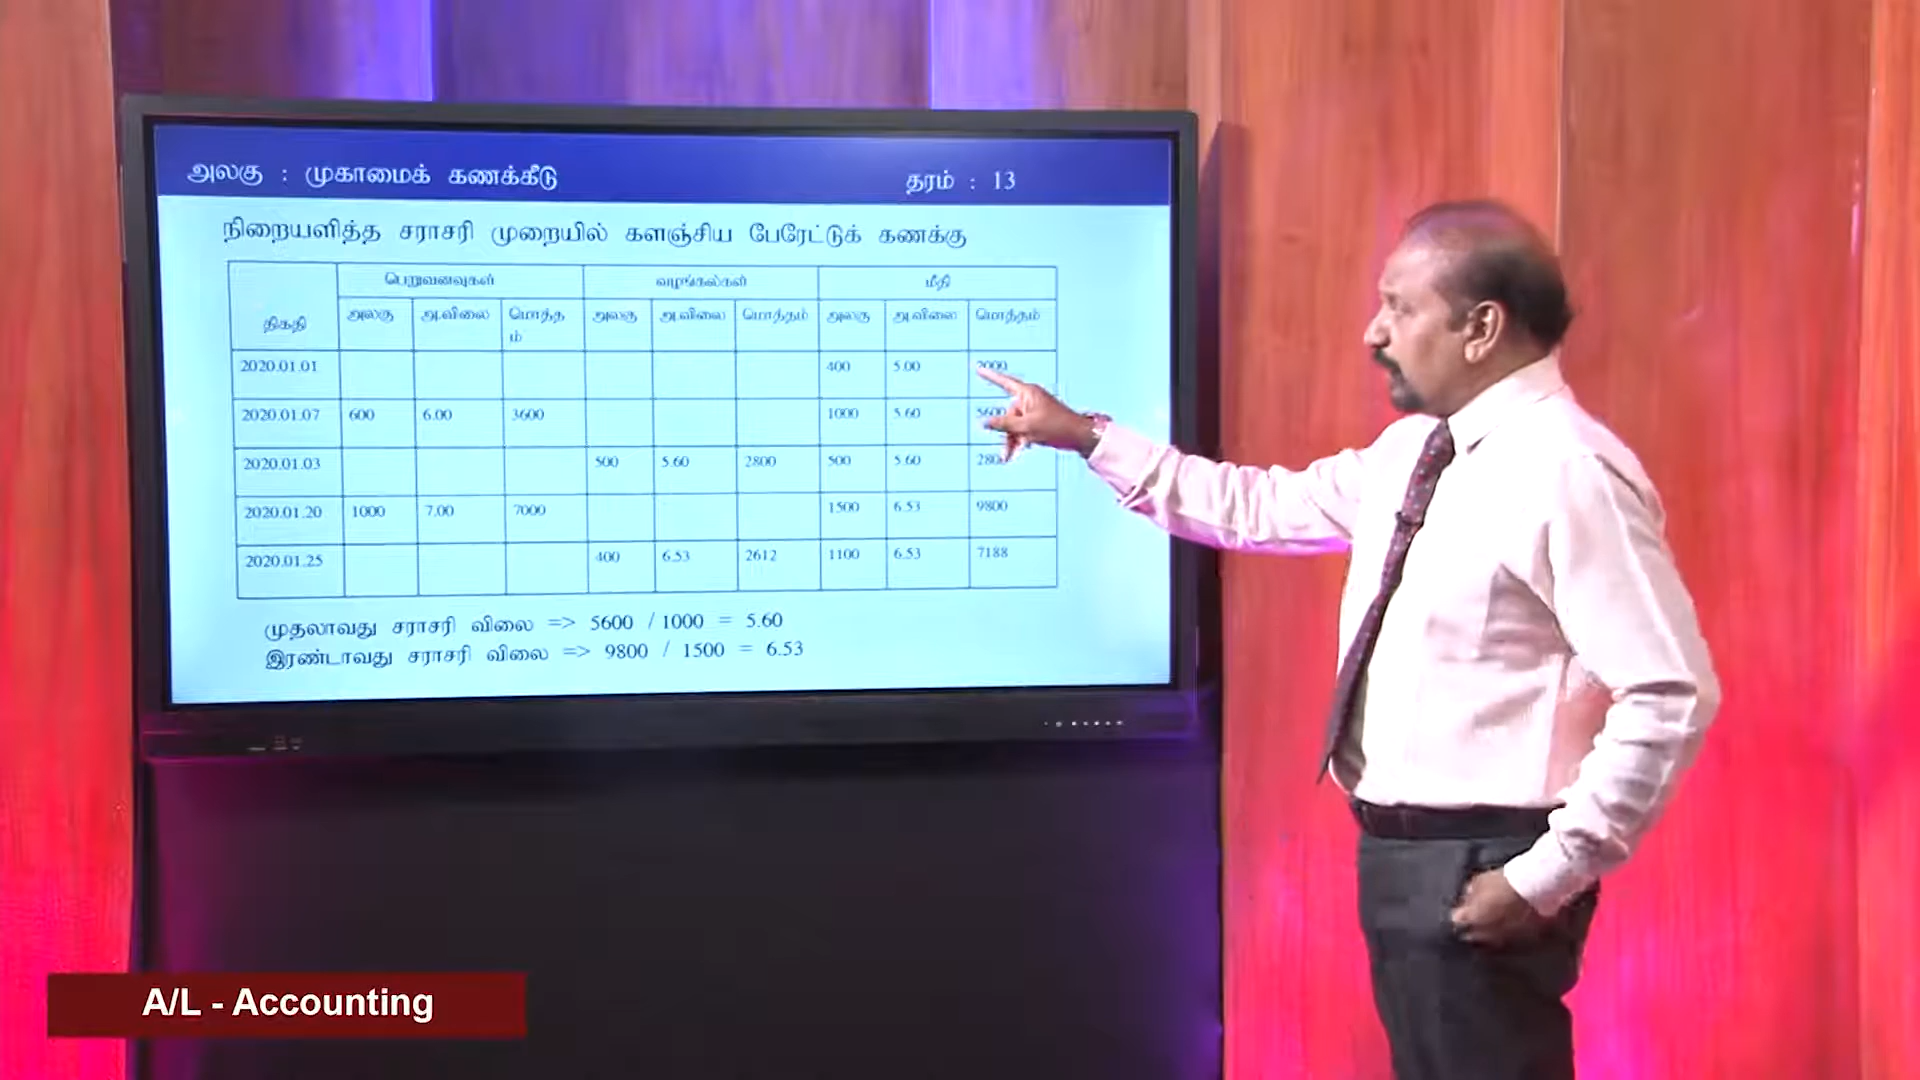 அலகு : முகாமைக் கணக்கீடு தரம் : 13
நிறையளித்த சராசரி முறையில் களஞ்சிய பேரேட்டுக் கணக்கு
பெறுவனவுகள் வழங்கல்கள் மீதி
திகதி அலகு அ.விலை மொத்தம் அலகு அ.விலை மொத்தம் அலகு அ.விலை மொத்தம்
2020.01.01 400 5.00 2000
2020.01.07 600 6.00 3600 1000 5.60 5600
2020.01.03 500 5.60 2800 500 5.60 2800
2020.01.20 1000 7.00 7000 1500 6.53 9800
2020.01.25 400 6.53 2612 1100 6.53 7188
முதலாவது சராசரி விலை => 5600 / 1000 = 5.60
இரண்டாவது சராசரி விலை => 9800 / 1500 = 6.53
A/L - Accounting